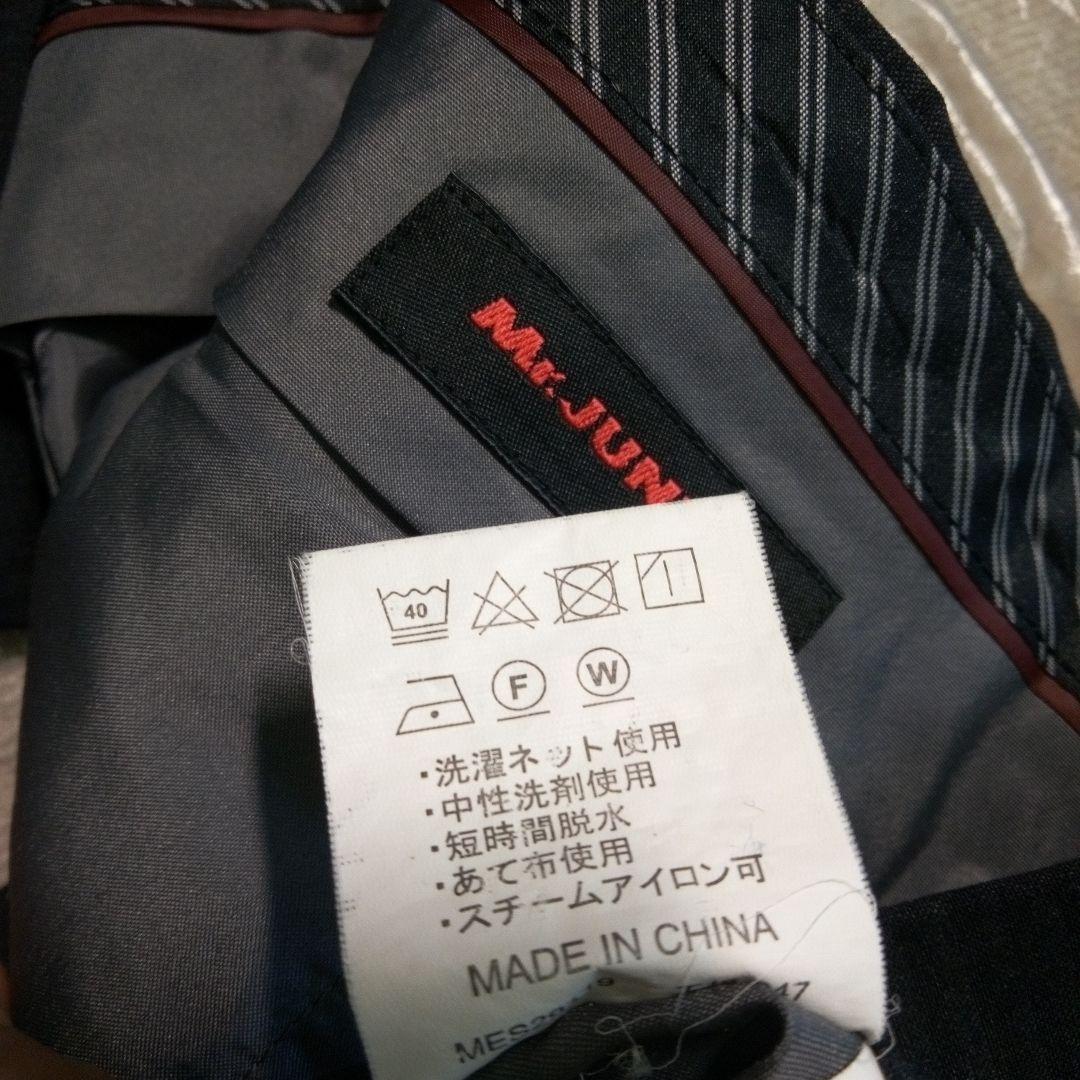 Mr.JUN
40
F W
・洗濯ネット使用
・中性洗剤使用
・短時間脱水
・あて布使用
・スチームアイロン可
MADE IN CHINA